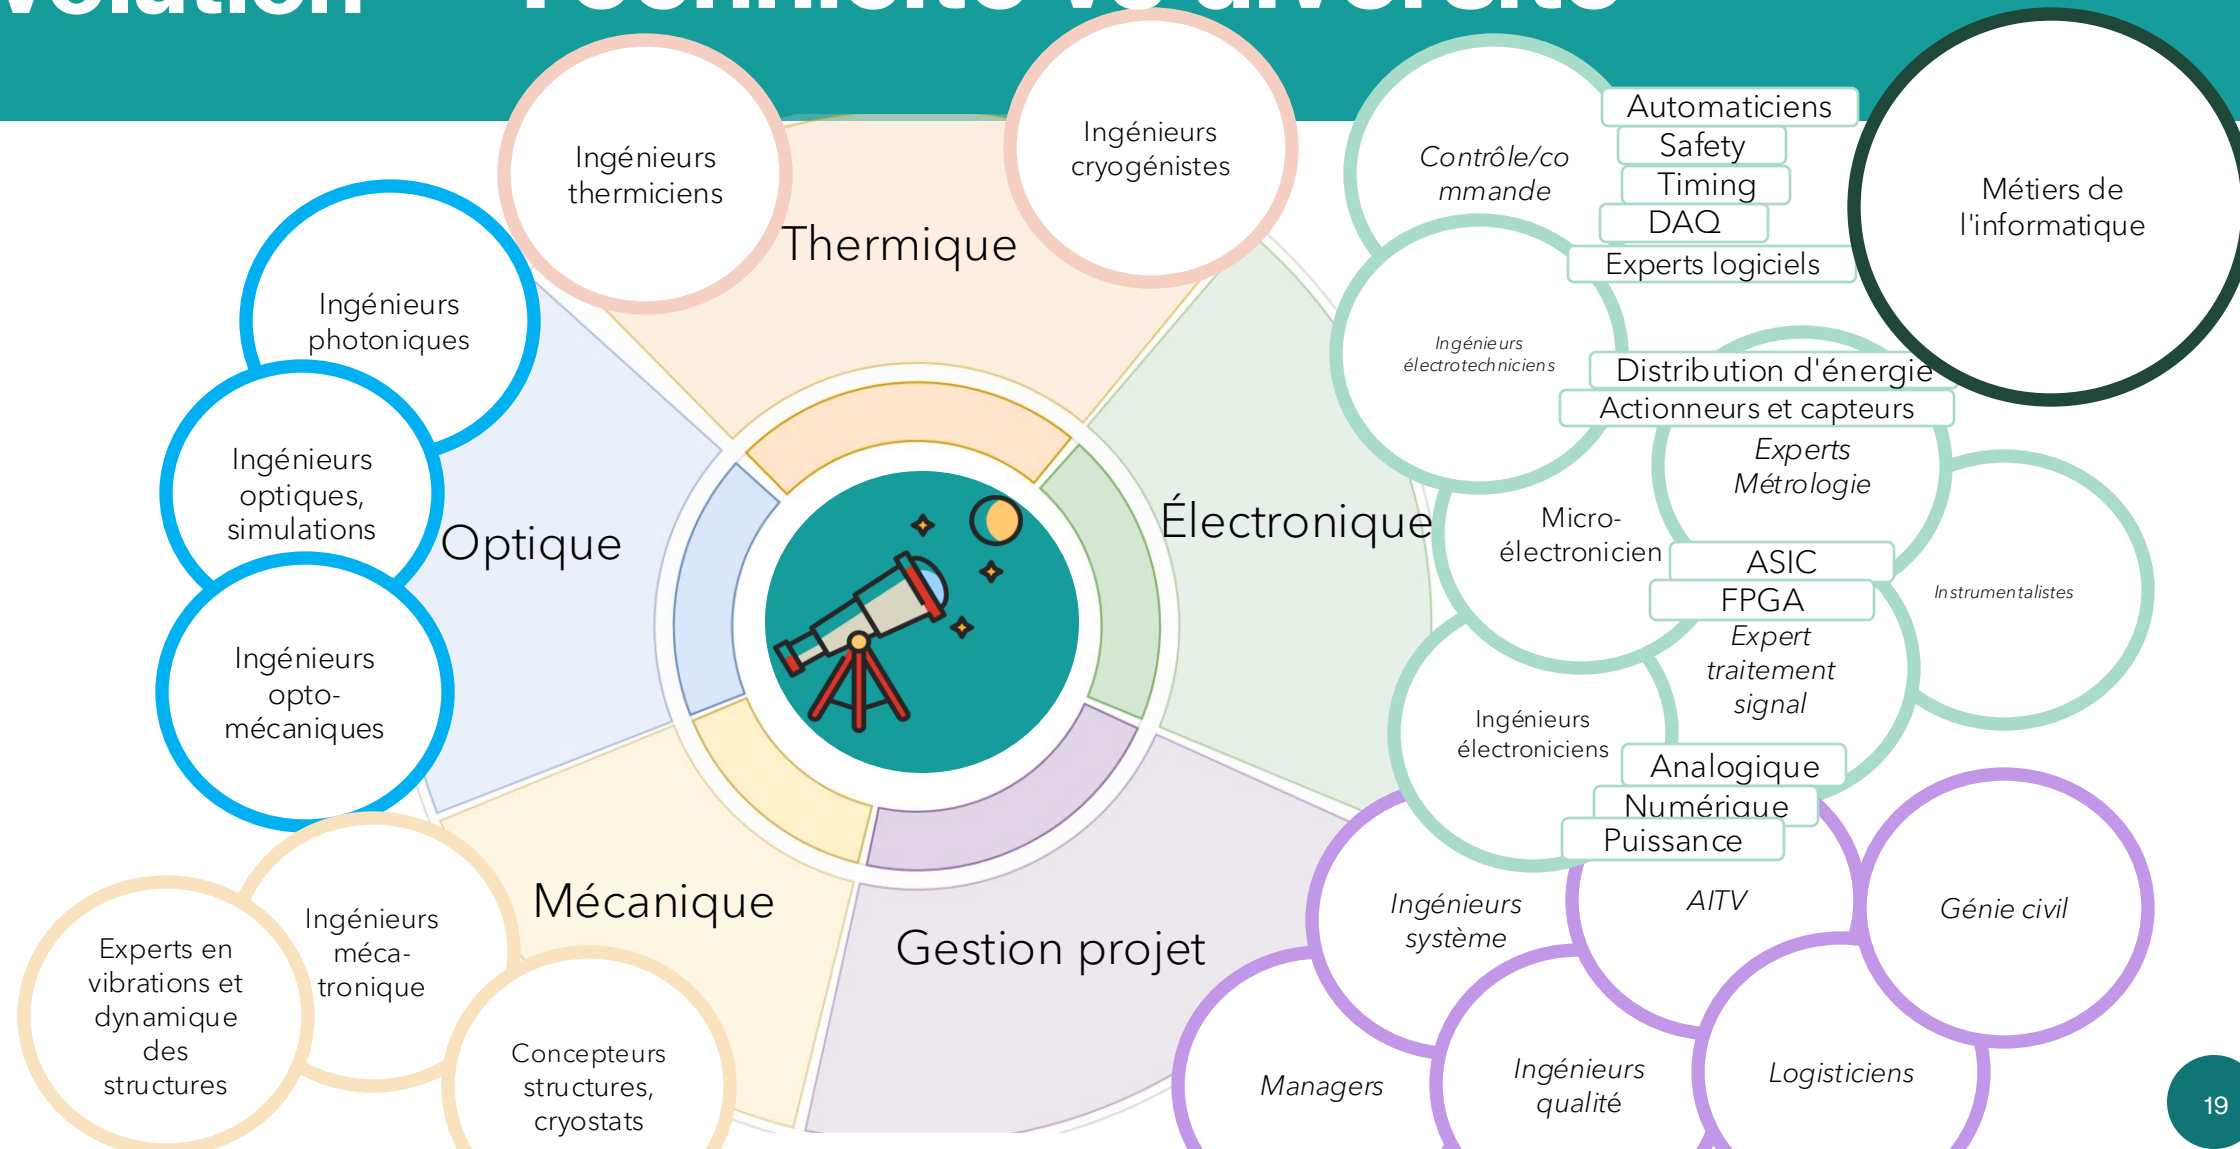 Technicité vs diversité
Ingénieurs
thermiciens
Ingénieurs
cryogénistes
Thermique
Contrôle/co
mmande
Automaticiens
Safety
Timing
DAQ
Experts logiciels
Métiers de
l'informatique
Ingénieurs
photoniques
Ingénieurs
optiques,
simulations
Ingénieurs
opto-
mécaniques
Optique
Ingénieurs
électrotechniciens
Distribution d'énergie
Actionneurs et capteurs
Experts
Métrologie
Électronique
Micro-
électronicien
ASIC
FPGA
Instrumentalistes
Expert
traitement
signal
Ingénieurs
électroniciens
Analogique
Numérique
Puissance
Mécanique
Ingénieurs
méca-
tronique
Experts en
vibrations et
dynamique
des
structures
Concepteurs
structures,
cryostats
Gestion projet
Ingénieurs
système
AITV
Génie civil
Managers
Ingénieurs
qualité
Logisticiens
19